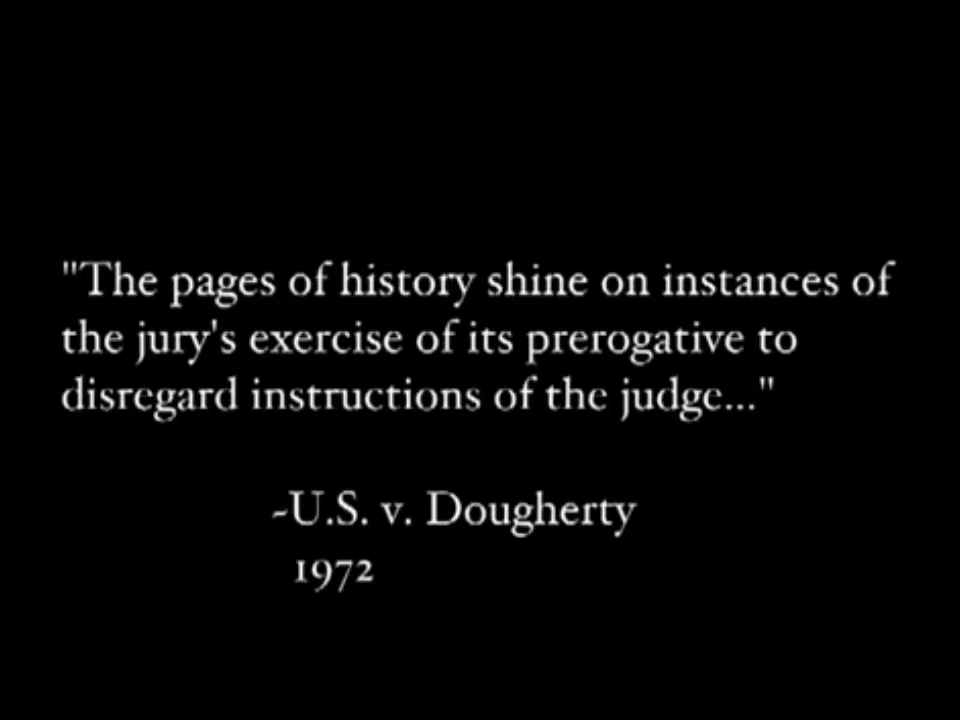 "The pages of history shine on instances of
the jury's exercise of its prerogative to
disregard instructions of the judge..."
-U.S. v. Dougherty
1972